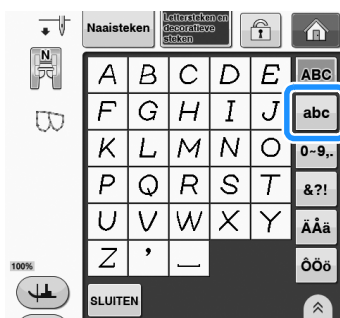 Naaisteken
Lettersteken en
decoratieve
steken
N
A B C D E ABC
F G H I J abc
K L M N O 0~9,.
P Q R S T &?!
U V W X Y ÄÅä
Z ’ _ ÔÖö
100%
SLUITEN